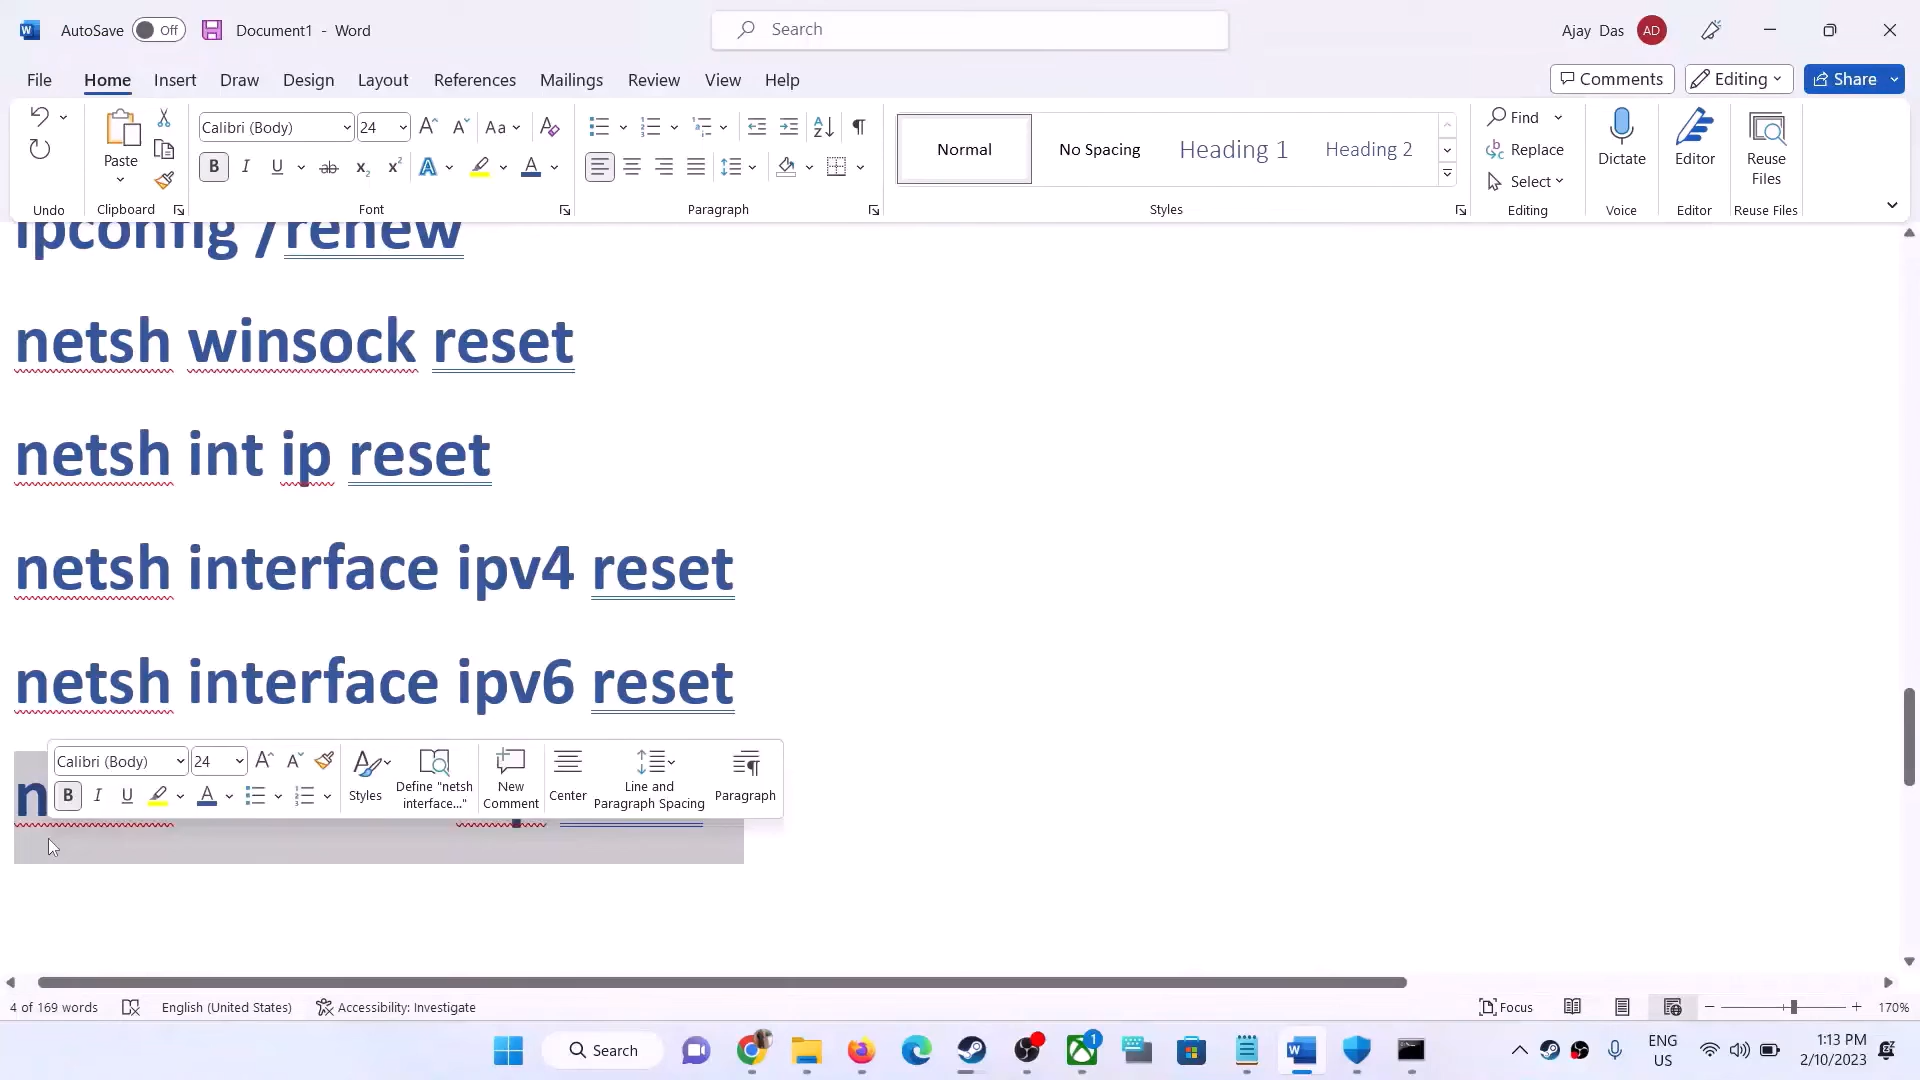 AutoSave Off Document1 - Word Search Ajay Das AD
File Home Insert Draw Design Layout References Mailings Review View Help Comments Editing Share
Paste Calibri (Body) 24 Aa Normal No Spacing Heading 1 Heading 2 Find Replace Select Dictate Editor Reuse Files
Undo Clipboard Font Paragraph Styles Editing Voice Editor Reuse Files
ipconfig /renew
netsh winsock reset
netsh int ip reset
netsh interface ipv4 reset
netsh interface ipv6 reset
Calibri (Body) 24
Styles Define "netsh interface..." New Comment Center Line and Paragraph Spacing Paragraph
4 of 169 words English (United States) Accessibility: Investigate Focus 170%
Search 1 ENG US 1:13 PM 2/10/2023